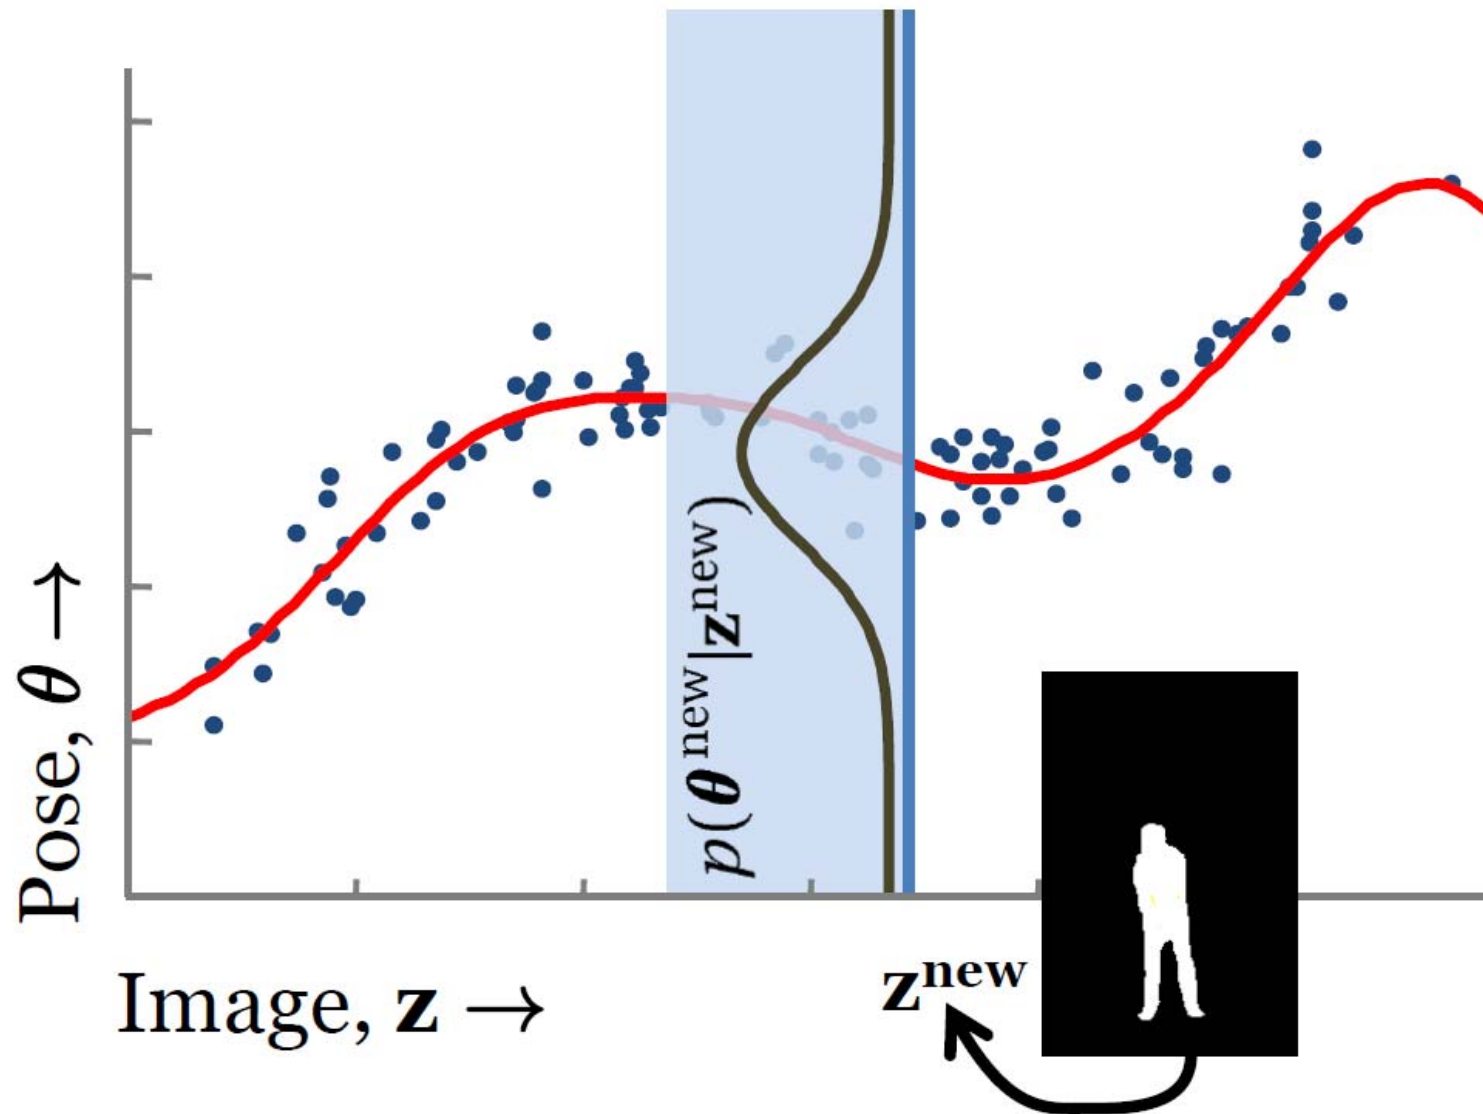 Pose, θ →
p(θ^new|z^new)
Image, z →
z^new